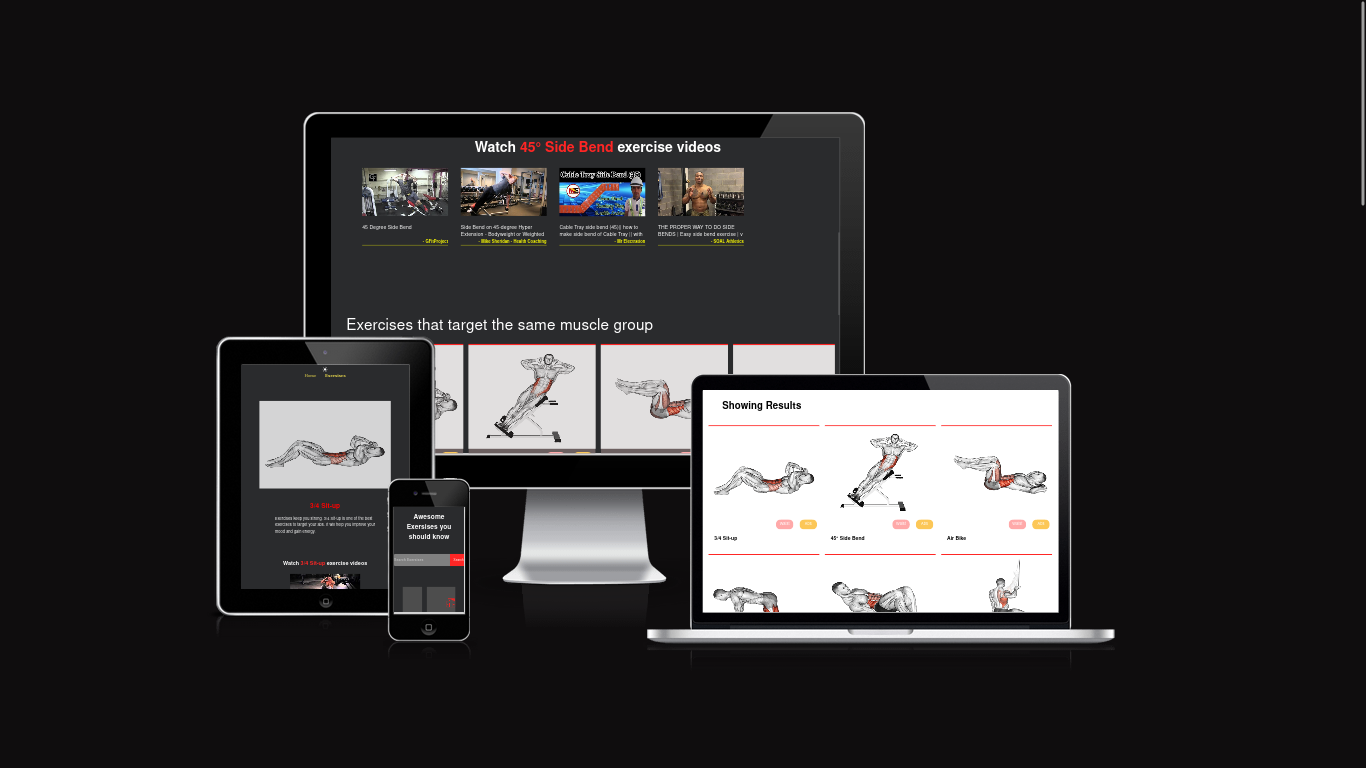 Watch 45° Side Bend exercise videos
Cable Tray Side Bend (45)
45 Degree Side Bend
- GFitProject
Side Bend on 45-degree Hyper
Extension - Bodyweight or Weighted
- Mike Sheridan - Health Coaching
Cable Tray side bend (45)| how to
make side bend of Cable Tray || with
- Mr Electration
THE PROPER WAY TO DO SIDE
BENDS | Easy side bend exercise | v
- SOAL Athletics
Exercises that target the same muscle group
Home Exercises
3/4 Sit-up
Exercises keep you strong. 3/4 sit-up is one of the best
exercises to target your abs. It will help you improve your
mood and gain energy.
Watch 3/4 Sit-up exercise videos
Awesome
Exersises you
should know
Search Exercises Search
Showing Results
3/4 Sit-up
45° Side Bend
Air Bike